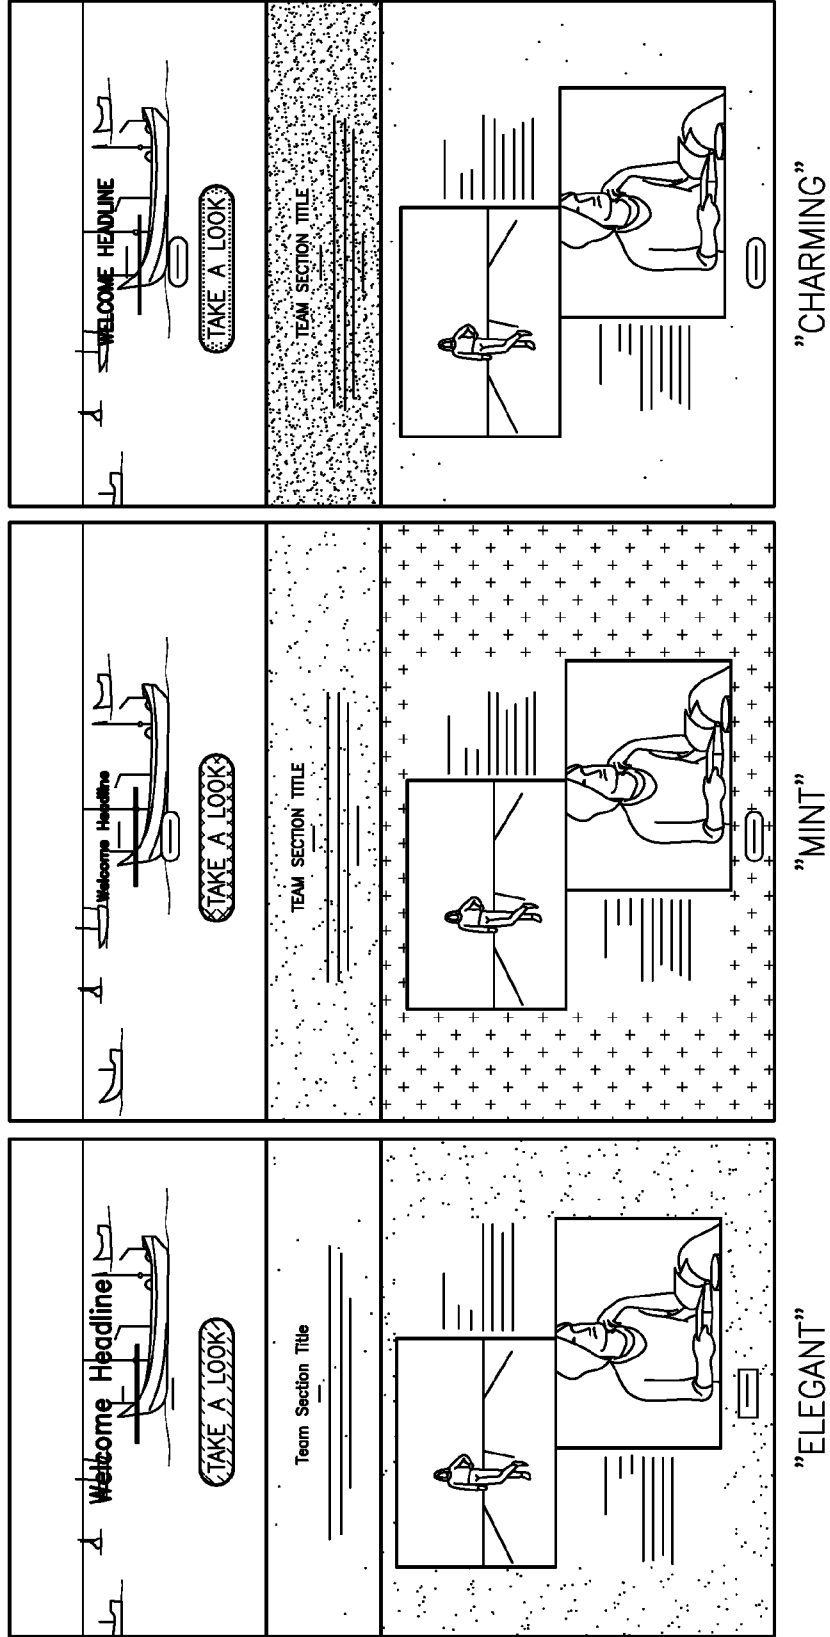 Welcome Headline
TAKE A LOOK
Team Section Title
"ELEGANT"
Welcome Headline
TAKE A LOOK
TEAM SECTION TITLE
"MINT"
WELCOME HEADLINE
TAKE A LOOK
TEAM SECTION TITLE
"CHARMING"